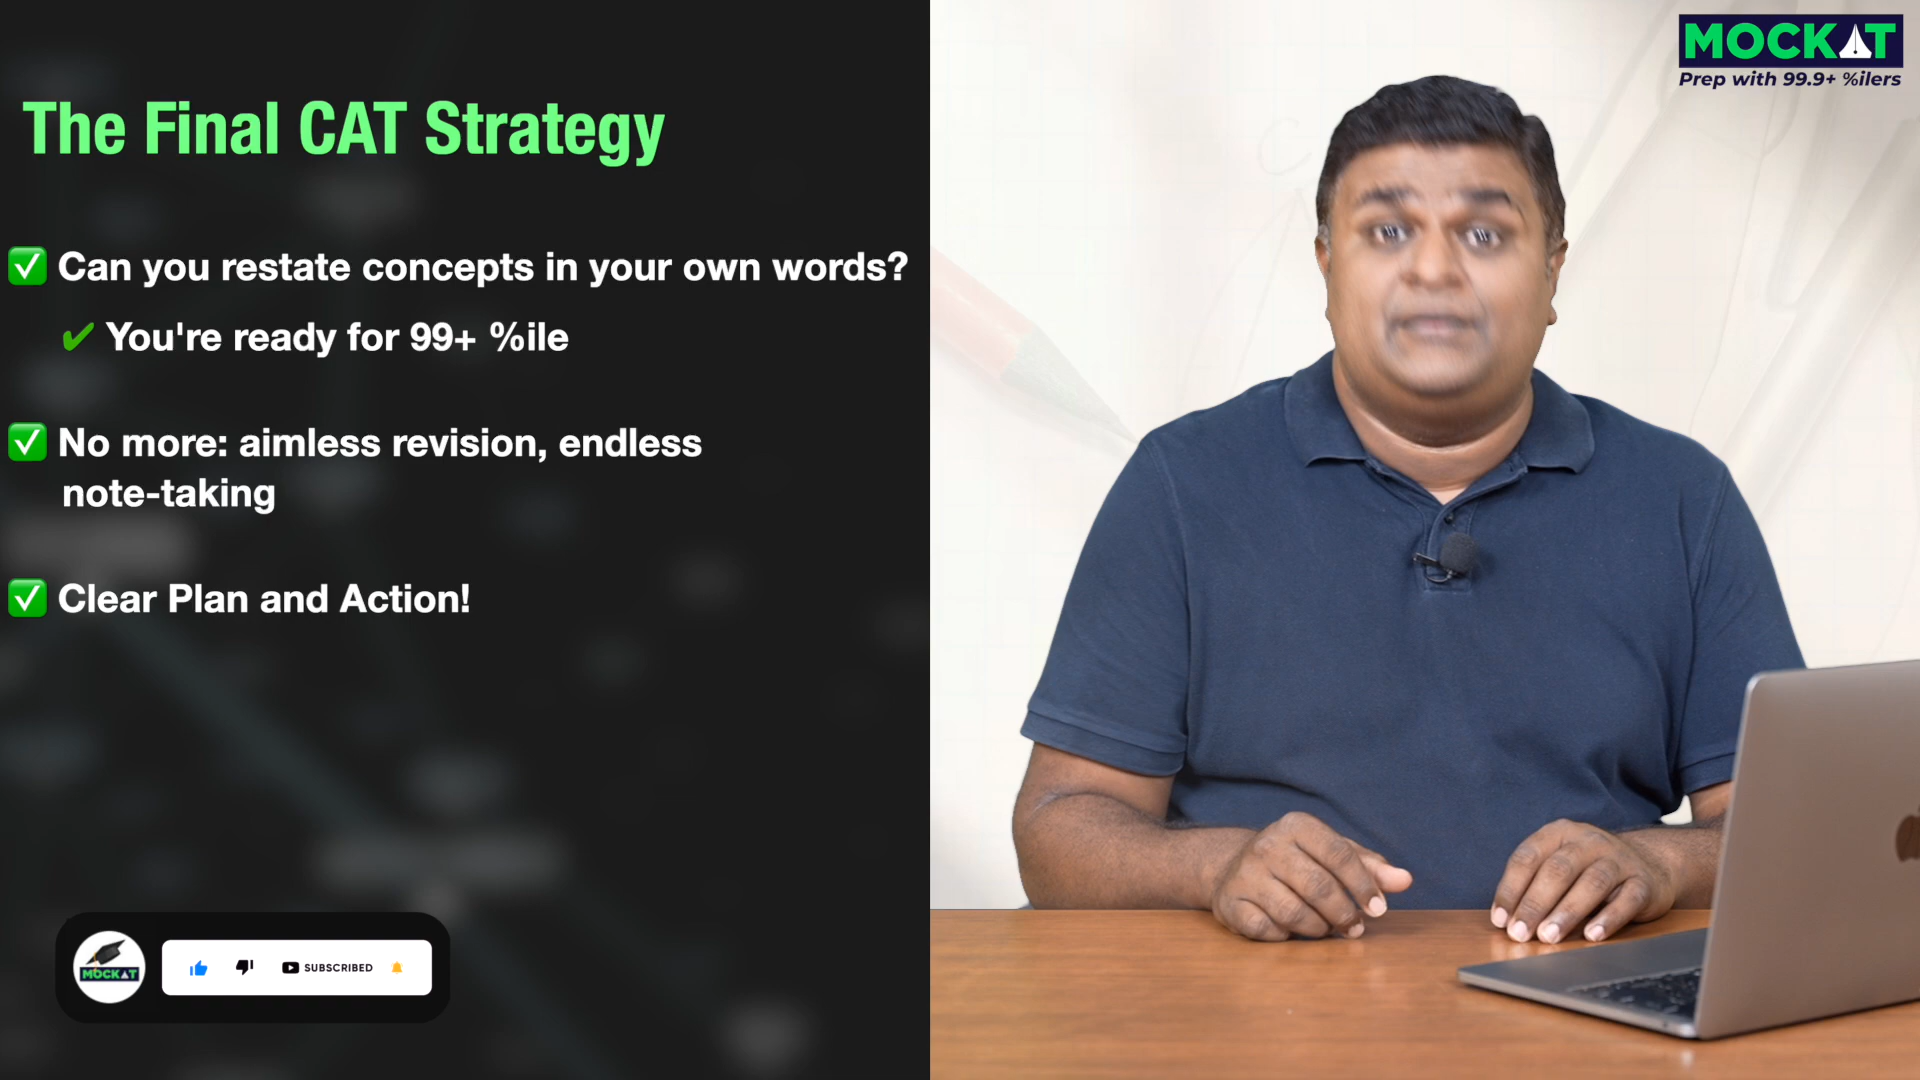 The Final CAT Strategy
✅ Can you restate concepts in your own words?
✔ You're ready for 99+ %ile
✅ No more: aimless revision, endless
note-taking
✅ Clear Plan and Action!
MOCKAT
SUBSCRIBED
MOCKAT
Prep with 99.9+ %ilers